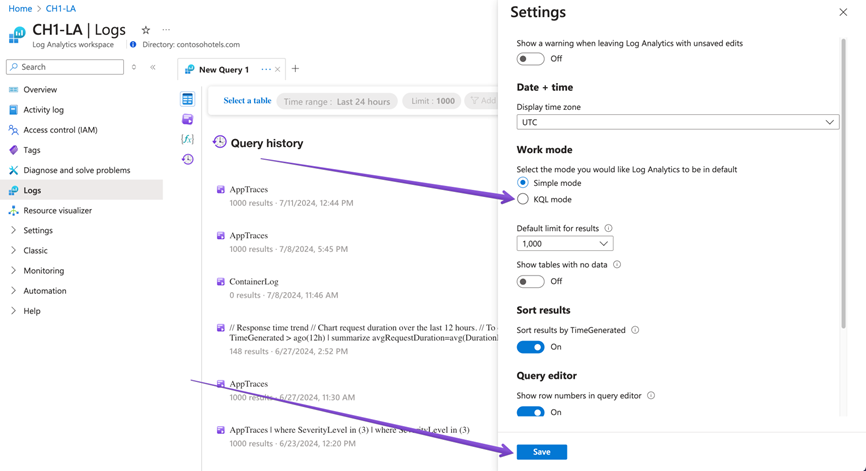 Home > CH1-LA
CH1-LA | Logs
Log Analytics workspace
Directory: contosohotels.com
Search
Overview
Activity log
Access control (IAM)
Tags
Diagnose and solve problems
Logs
Resource visualizer
Settings
Classic
Monitoring
Automation
Help
New Query 1
Select a table
Time range : Last 24 hours
Limit : 1000
Add
Query history
AppTraces
1000 results · 7/11/2024, 12:44 PM
AppTraces
1000 results · 7/8/2024, 5:45 PM
ContainerLog
0 results · 7/8/2024, 11:46 AM
// Response time trend // Chart request duration over the last 12 hours. // To
TimeGenerated > ago(12h) | summarize avgRequestDuration=avg(Duration
148 results · 6/27/2024, 2:52 PM
AppTraces
1000 results · 6/27/2024, 11:30 AM
AppTraces | where SeverityLevel in (3) | where SeverityLevel in (3)
1000 results · 6/23/2024, 12:20 PM
Settings
Show a warning when leaving Log Analytics with unsaved edits
Off
Date + time
Display time zone
UTC
Work mode
Select the mode you would like Log Analytics to be in default
Simple mode
KQL mode
Default limit for results
1,000
Show tables with no data
Off
Sort results
Sort results by TimeGenerated
On
Query editor
Show row numbers in query editor
On
Save